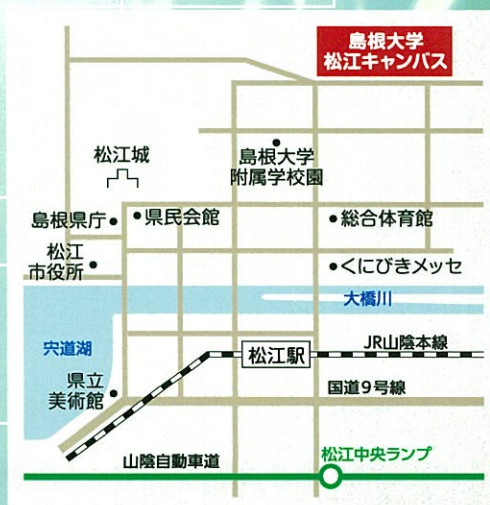 島根大学
松江キャンパス
松江城
島根大学
附属学校園
島根県庁
県民会館
総合体育館
松江
市役所
くにびきメッセ
大橋川
宍道湖
松江駅
JR山陰本線
県立
美術館
国道9号線
山陰自動車道
松江中央ランプ